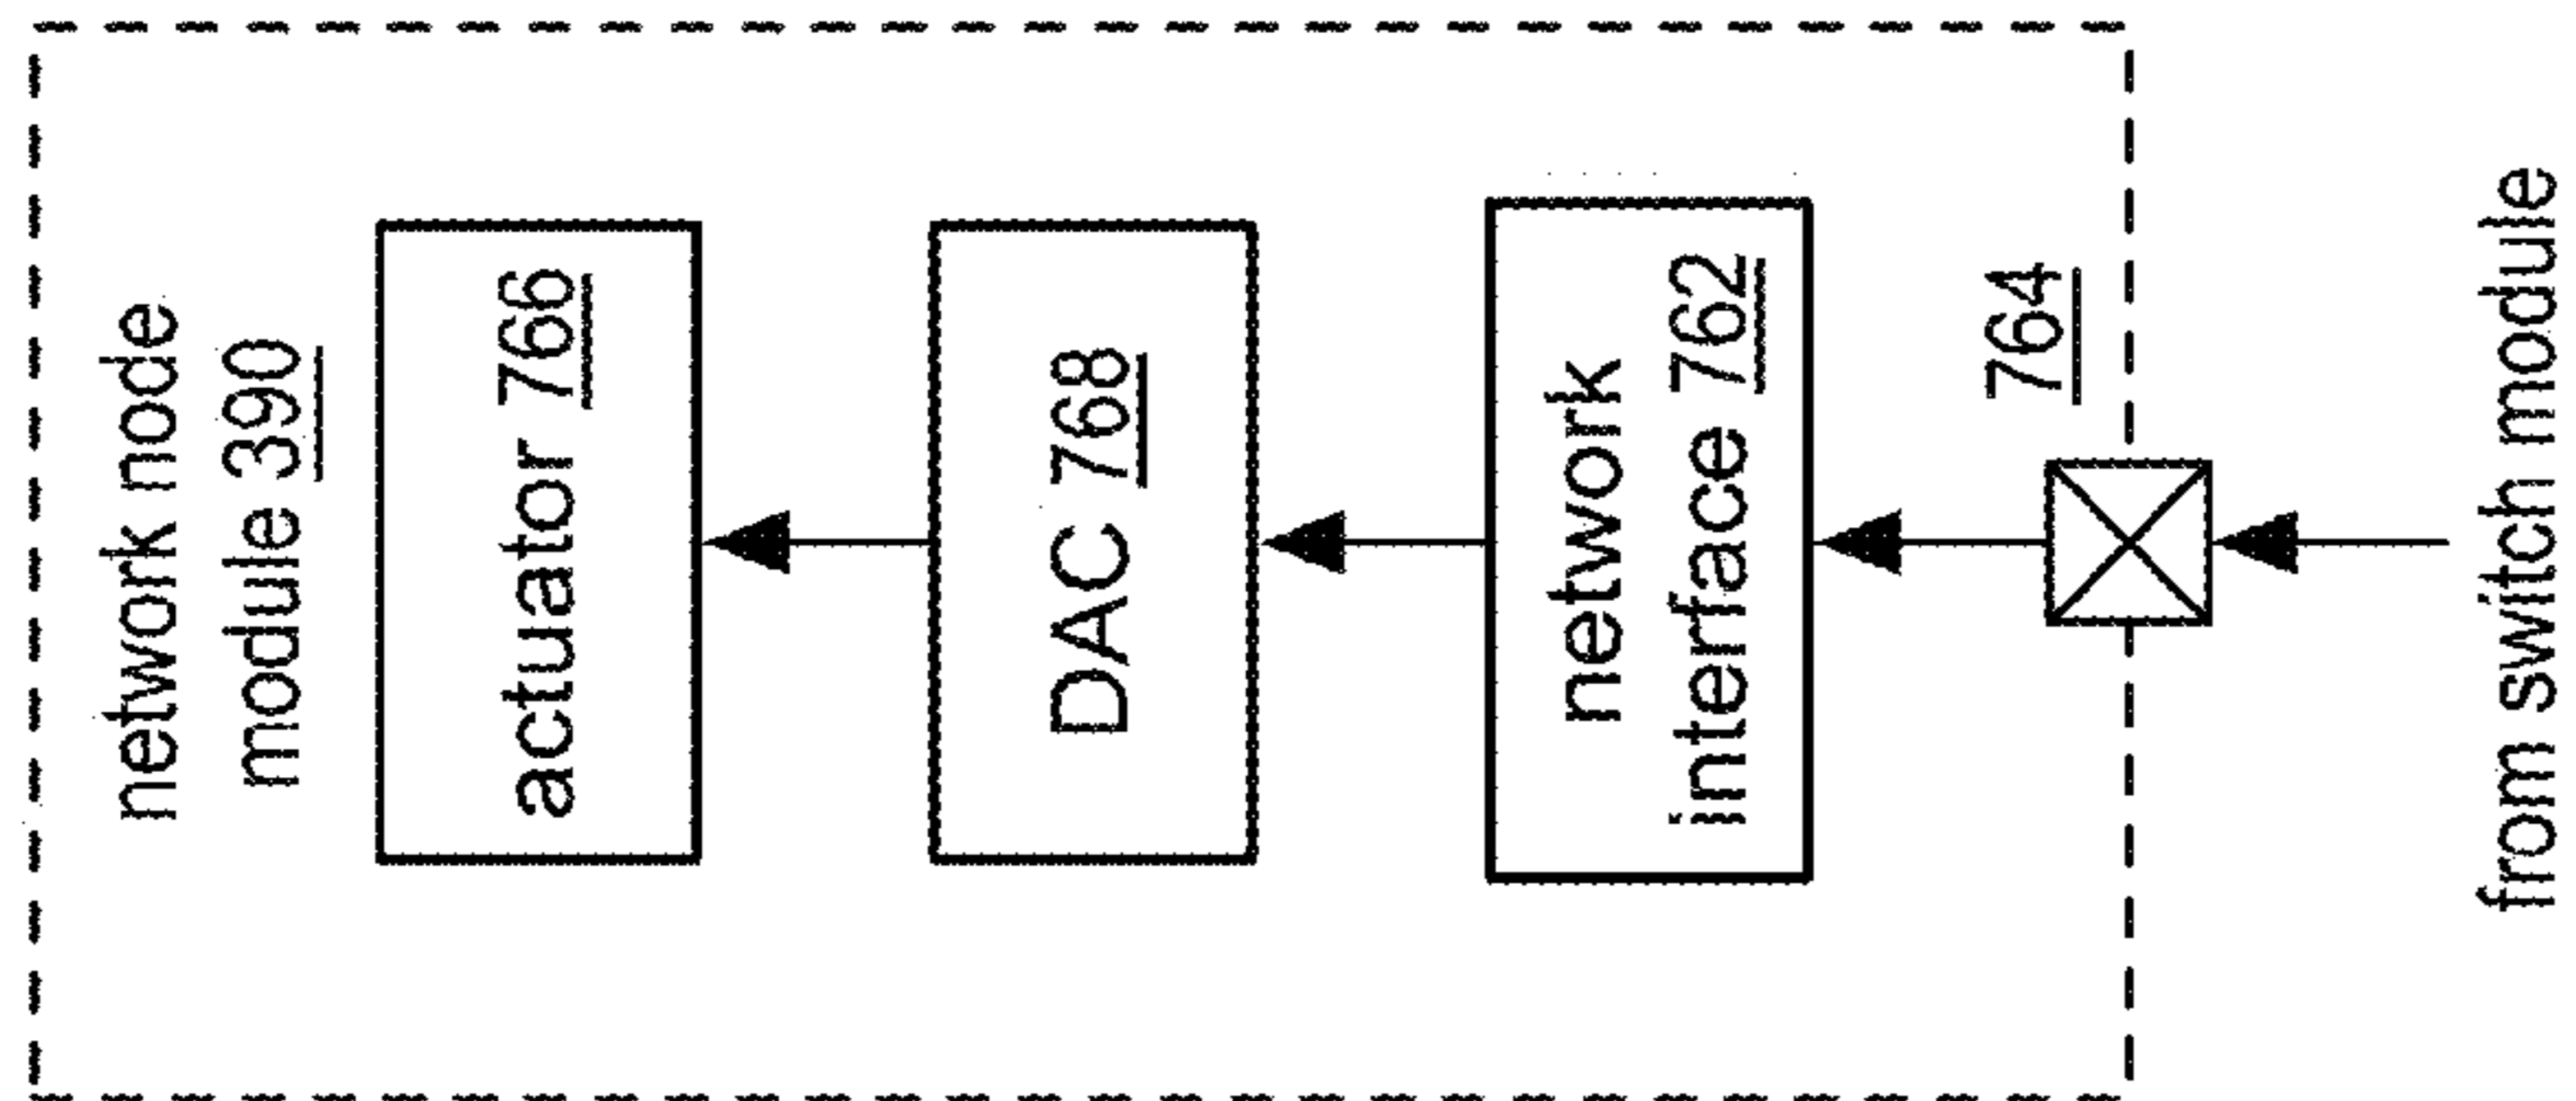 network node
module 390
actuator 766
DAC 768
network
interface 762
764
from switch module